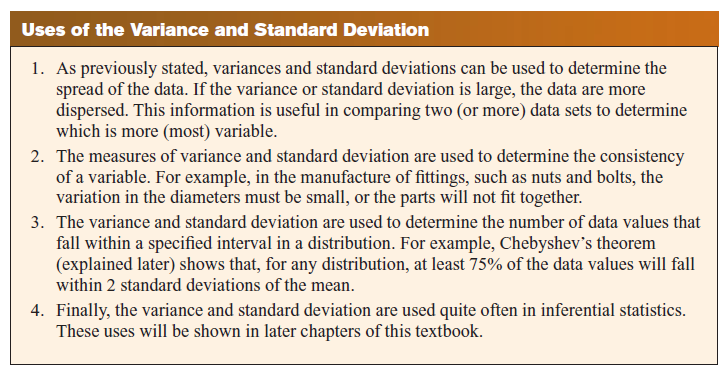 Uses of the Variance and Standard Deviation
1. As previously stated, variances and standard deviations can be used to determine the
spread of the data. If the variance or standard deviation is large, the data are more
dispersed. This information is useful in comparing two (or more) data sets to determine
which is more (most) variable.
2. The measures of variance and standard deviation are used to determine the consistency
of a variable. For example, in the manufacture of fittings, such as nuts and bolts, the
variation in the diameters must be small, or the parts will not fit together.
3. The variance and standard deviation are used to determine the number of data values that
fall within a specified interval in a distribution. For example, Chebyshev’s theorem
(explained later) shows that, for any distribution, at least 75% of the data values will fall
within 2 standard deviations of the mean.
4. Finally, the variance and standard deviation are used quite often in inferential statistics.
These uses will be shown in later chapters of this textbook.